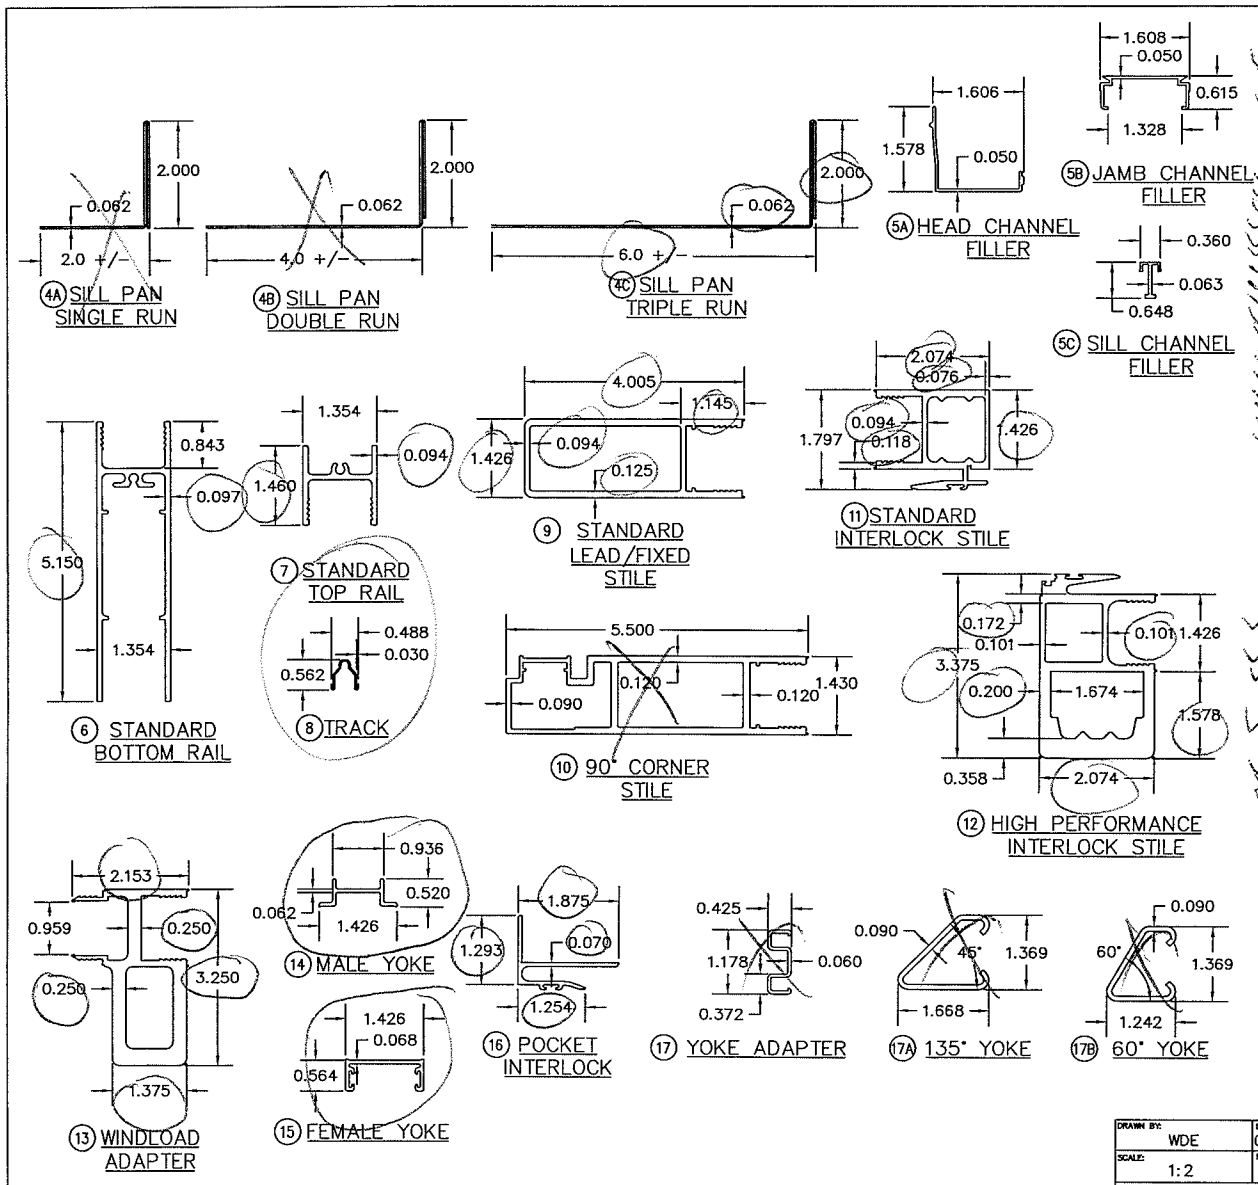 2.000
0.062
2.0 +/-
4A SILL PAN
SINGLE RUN
2.000
0.062
4.0 +/-
4B SILL PAN
DOUBLE RUN
2.000
0.062
6.0 + -
4C SILL PAN
TRIPLE RUN
1.606
1.578
0.050
5A HEAD CHANNEL
FILLER
1.608
0.050
0.615
1.328
5B JAMB CHANNEL
FILLER
0.360
0.063
0.648
5C SILL CHANNEL
FILLER
0.843
0.097
5.150
1.354
6 STANDARD
BOTTOM RAIL
1.354
0.094
1.460
7 STANDARD
TOP RAIL
0.488
0.030
0.562
8 TRACK
4.005
1.145
1.426
0.094
0.125
9 STANDARD
LEAD/FIXED
STILE
5.500
0.120
0.090
0.120
1.430
10 90° CORNER
STILE
2.074
0.076
0.094
0.118
1.797
1.426
11 STANDARD
INTERLOCK STILE
0.172
0.101
0.101
1.426
3.375
0.200
1.674
1.578
0.358
2.074
12 HIGH PERFORMANCE
INTERLOCK STILE
2.153
0.959
0.250
3.250
0.250
1.375
13 WINDLOAD
ADAPTER
0.936
0.520
0.062
1.426
14 MALE YOKE
1.426
0.068
0.564
15 FEMALE YOKE
1.875
0.070
1.293
1.254
16 POCKET
INTERLOCK
0.425
1.178
0.060
0.372
17 YOKE ADAPTER
0.090
45°
1.369
1.668
17A 135° YOKE
0.090
60°
1.369
1.242
17B 60° YOKE
DRAWN BY:
WDE
SCALE:
1:2